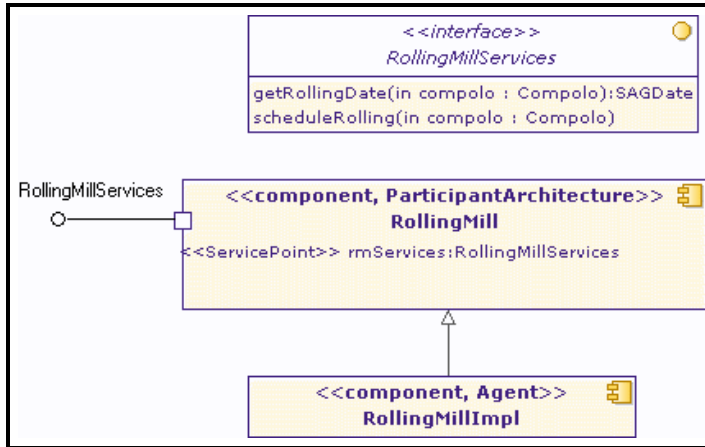 <<interface>>
RollingMillServices
getRollingDate(in compolo : Compolo):SAGDate
scheduleRolling(in compolo : Compolo)
RollingMillServices
<<component, ParticipantArchitecture>>
RollingMill
<<ServicePoint>> rmServices:RollingMillServices
<<component, Agent>>
RollingMillImpl